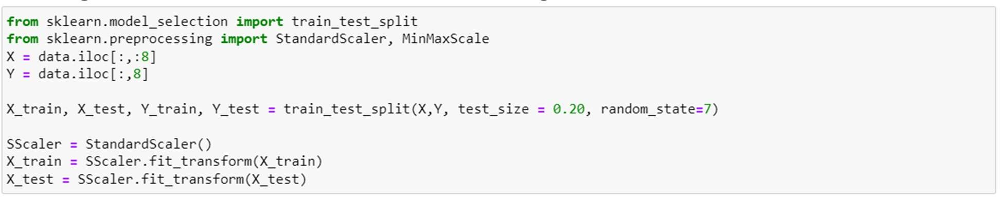 from sklearn.model_selection import train_test_split
from sklearn.preprocessing import StandardScaler, MinMaxScale
X = data.iloc[:,:8]
Y = data.iloc[:,8]
X_train, X_test, Y_train, Y_test = train_test_split(X,Y, test_size = 0.20, random_state=7)
SScaler = StandardScaler()
X_train = SScaler.fit_transform(X_train)
X_test = SScaler.fit_transform(X_test)